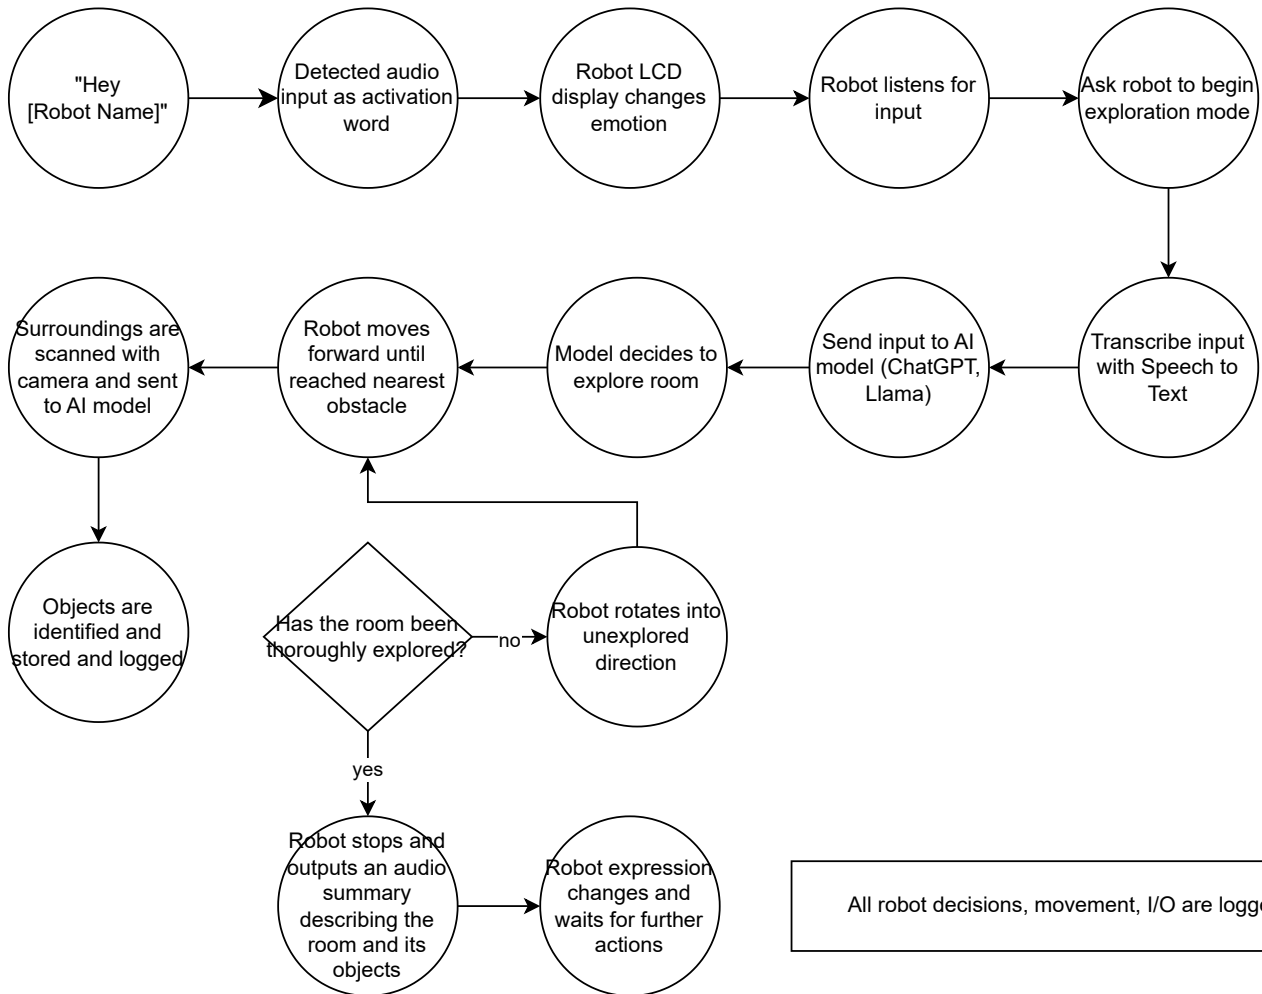 "Hey
[Robot Name]"
Detected audio
input as activation
word
Robot LCD
display changes
emotion
Robot listens for
input
Ask robot to begin
exploration mode
Surroundings are
scanned with
camera and sent
to AI model
Robot moves
forward until
reached nearest
obstacle
Model decides to
explore room
Send input to AI
model (ChatGPT,
Llama)
Transcribe input
with Speech to
Text
Objects are
identified and
stored and logged
Has the room been
thoroughly explored?
no
Robot rotates into
unexplored
direction
yes
Robot stops and
outputs an audio
summary
describing the
room and its
objects
Robot expression
changes and
waits for further
actions
All robot decisions, movement, I/O are